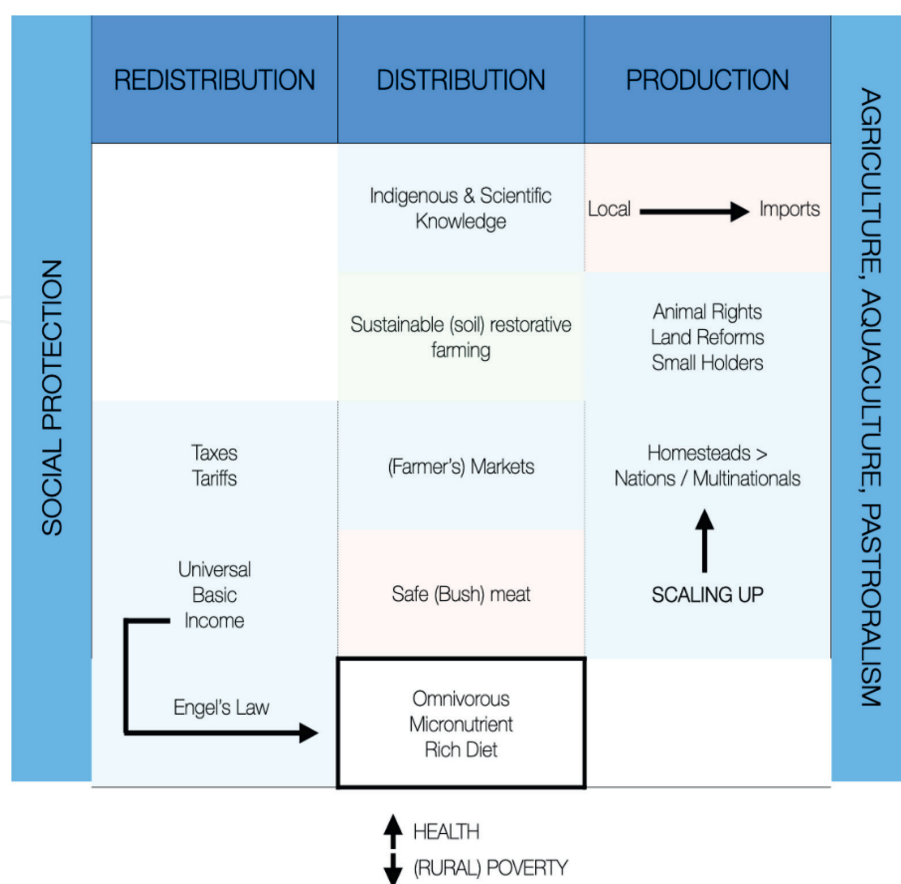 REDISTRIBUTION
DISTRIBUTION
PRODUCTION
SOCIAL PROTECTION
AGRICULTURE, AQUACULTURE, PASTRORALISM
Indigenous & Scientific
Knowledge
Local
Imports
Sustainable (soil) restorative
farming
Animal Rights
Land Reforms
Small Holders
Taxes
Tariffs
(Farmer's) Markets
Homesteads >
Nations / Multinationals
Universal
Basic
Income
Safe (Bush) meat
SCALING UP
Engel's Law
Omnivorous
Micronutrient
Rich Diet
HEALTH
(RURAL) POVERTY